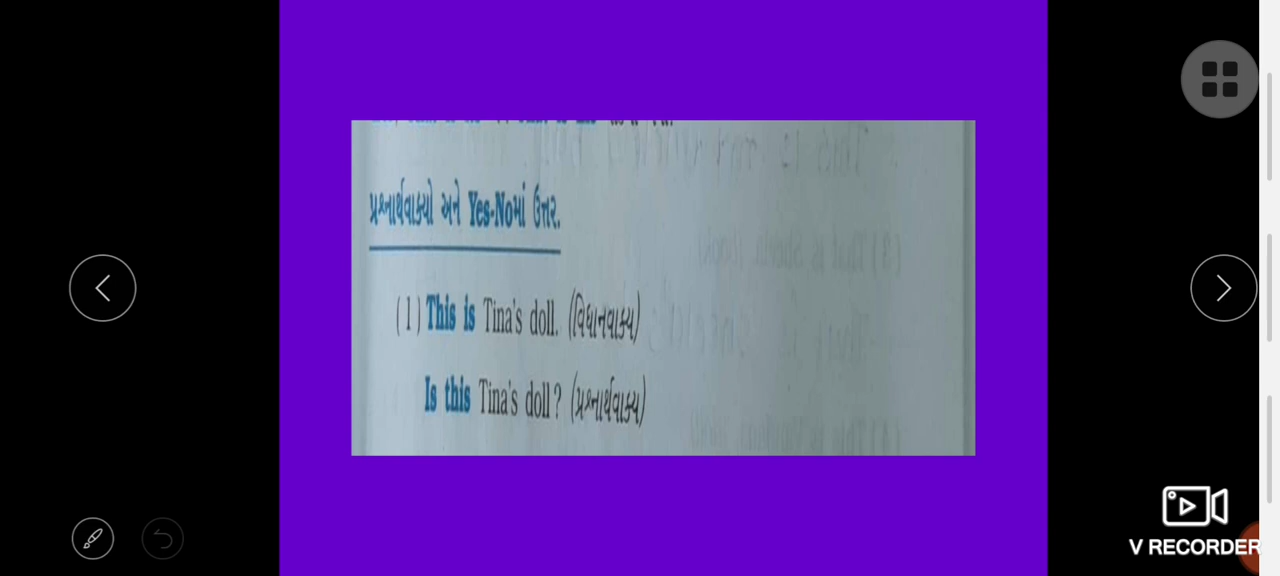 પ્રશ્નાર્થવાક્યો અને Yes-Noમાં ઉત્તર.
(1) This is Tina's doll. (વિધાનવાક્ય)
Is this Tina's doll? (પ્રશ્નાર્થવાક્ય)
V RECORDER